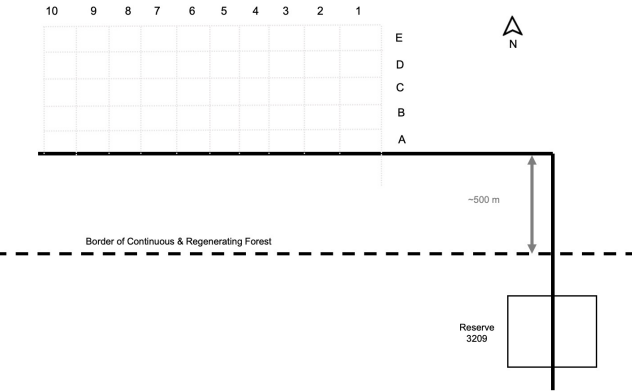 10 9 8 7 6 5 4 3 2 1
E
N
D
C
B
A
~500 m
Border of Continuous & Regenerating Forest
Reserve
3209